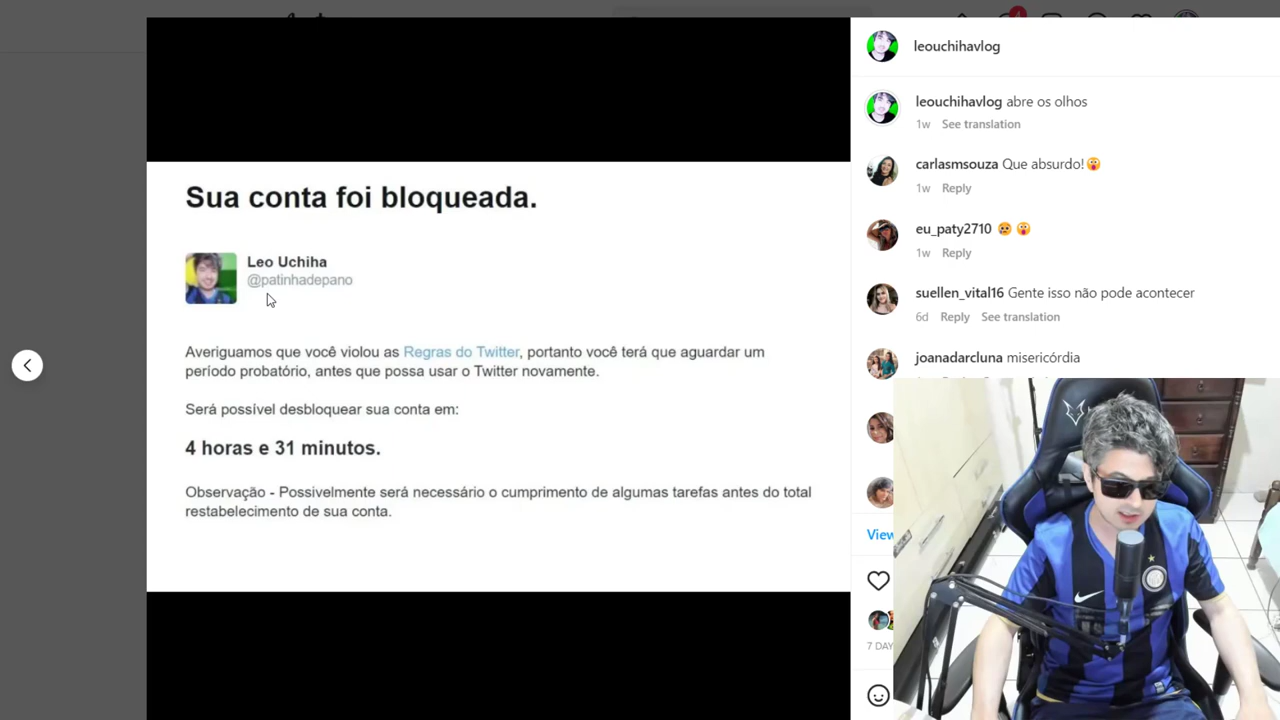 Sua conta foi bloqueada.
Leo Uchiha
@patinhadepano
Averiguamos que você violou as Regras do Twitter, portanto você terá que aguardar um
período probatório, antes que possa usar o Twitter novamente.
Será possível desbloquear sua conta em:
4 horas e 31 minutos.
Observação - Possivelmente será necessário o cumprimento de algumas tarefas antes do total
restabelecimento de sua conta.
leouchihavlog
leouchihavlog abre os olhos
1w See translation
carlasmsouza Que absurdo!😲
1w Reply
eu_paty2710 😢😲
1w Reply
suellen_vital16 Gente isso não pode acontecer
6d Reply See translation
joanadarcluna misericórdia
View
7 DAY
4